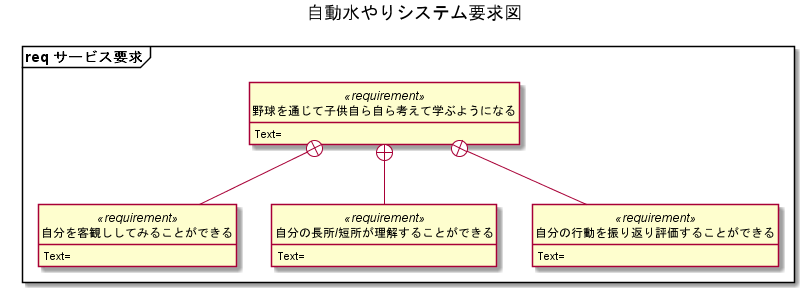 自動水やりシステム要求図
req サービス要求
«requirement»
野球を通じて子供自ら自ら考えて学ぶようになる
Text=
«requirement»
自分を客観ししてみることができる
Text=
«requirement»
自分の長所/短所が理解することができる
Text=
«requirement»
自分の行動を振り返り評価することができる
Text=